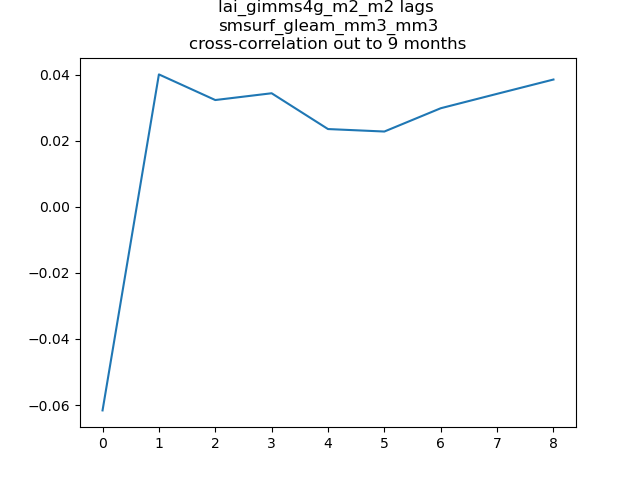 lai_gimms4g_m2_m2 lags
smsurf_gleam_mm3_mm3
cross-correlation out to 9 months
0.04
0.02
0.00
−0.02
−0.04
−0.06
0 1 2 3 4 5 6 7 8